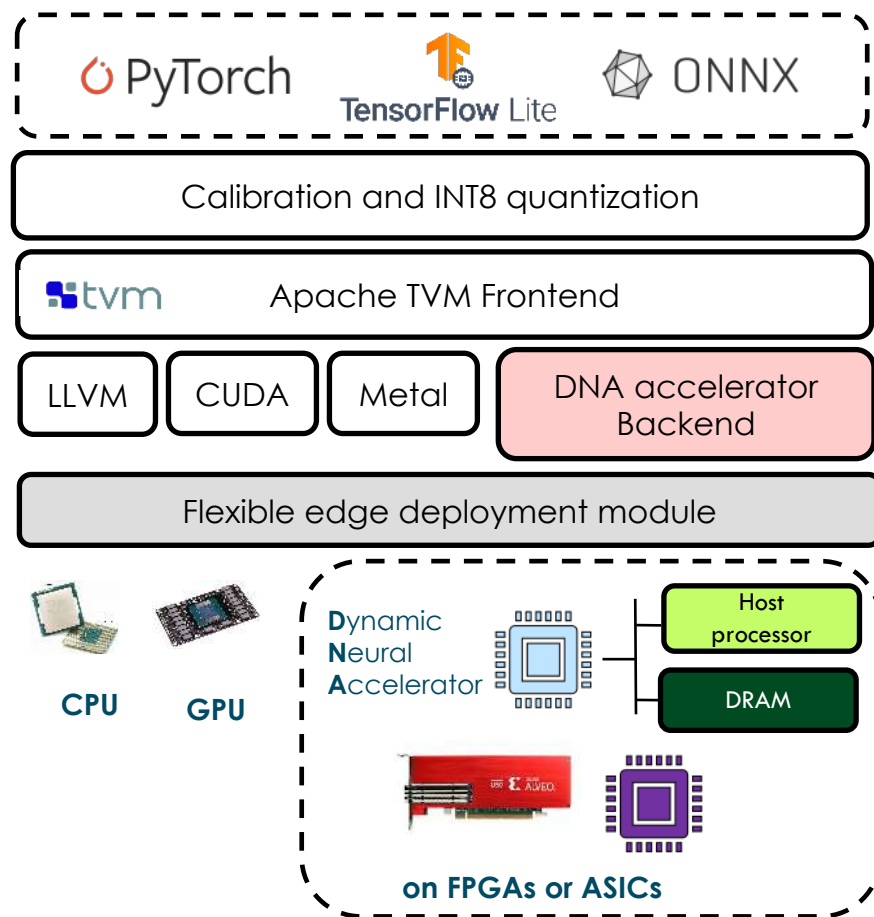 PyTorch
TensorFlow Lite
ONNX
Calibration and INT8 quantization
tvm
Apache TVM Frontend
LLVM
CUDA
Metal
DNA accelerator
Backend
Flexible edge deployment module
CPU
GPU
Dynamic
Neural
Accelerator
Host
processor
DRAM
U50
ALVEO
on FPGAs or ASICs